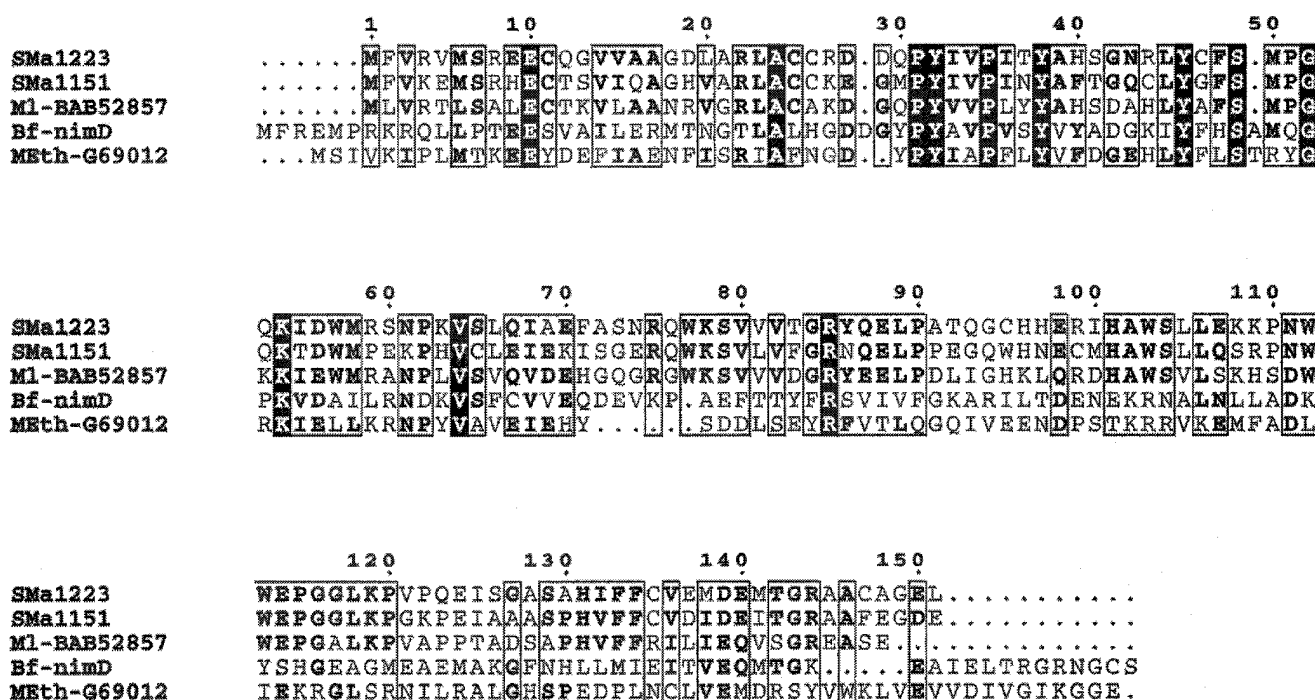 1 10 20 30 40 50
SMa1223 ......MFVRVMSREECQGVVAAGDLARLACCRD.DQPYIVPITYAHSGNRLYCFS.MPG
SMa1151 ......MFVKEMSRHECTSVIQAGHVARLACCKE.GMPYIVPINYAFTGQCLYGFS.MPG
Ml-BAB52857 ......MLVRTLSALECTKVLAANRVGRLACAKD.GQPYVVPLYYAHSDAHLYAFS.MPG
Bf-nimD MFREMPRKRQLLPTEESVAILERMTNGTLALHGDDGYPYAVPVSYVYADGKIYFHSAMQG
MEth-G69012 ...MSIVKIPLMTKEEYDEFIAENFISRIAFNGD..YPYIAPFLYVFDGEHLYFLSTRYG
60 70 80 90 100 110
SMa1223 QKIDWMRSNPKVSLQIAEFASNRQWKSVVVTGRYQELPATQGCHHERIHAWSLLEKKPNW
SMa1151 QKTDWMPEKPHVCLEIEKISGERQWKSVLVFGRNQELPPEGQWHNECMHAWSLLQSRPNW
Ml-BAB52857 KKIEWMRANPLVSVQVDEHGQGRGWKSVVVDGRYEELPDLIGHKLQRDHAWSVLSKHSDW
Bf-nimD PKVDAILRNDKVSFCVVEQDEVKP.AEFTTYFRSVIVFGKARILTDENEKRNALNLLADK
MEth-G69012 RKIELLKRNPYVAVEIEHY.....SDDLSEYRFVTLQGQIVEENDPSTKRRVKEMFADL
120 130 140 150
SMa1223 WEPGGLKPVPQEISGASAHIFFCVEMDEMTGRAACAGEL...........
SMa1151 WEPGGLKPGKPEIAAASPHVFFCVDIDEITGRAAFEGDE...........
Ml-BAB52857 WEPGALKPVAPPTADSAPHVFFRILIEQVSGREASE..............
Bf-nimD YSHGEAGMEAEMAKGFNHLLMIEITVEQMTGK....EAIELTRGRNGCS
MEth-G69012 IEKRGLSRNILRALGHSPEDPLNCLVEMDRSYVWKLVEVVDIVGIKGGE.